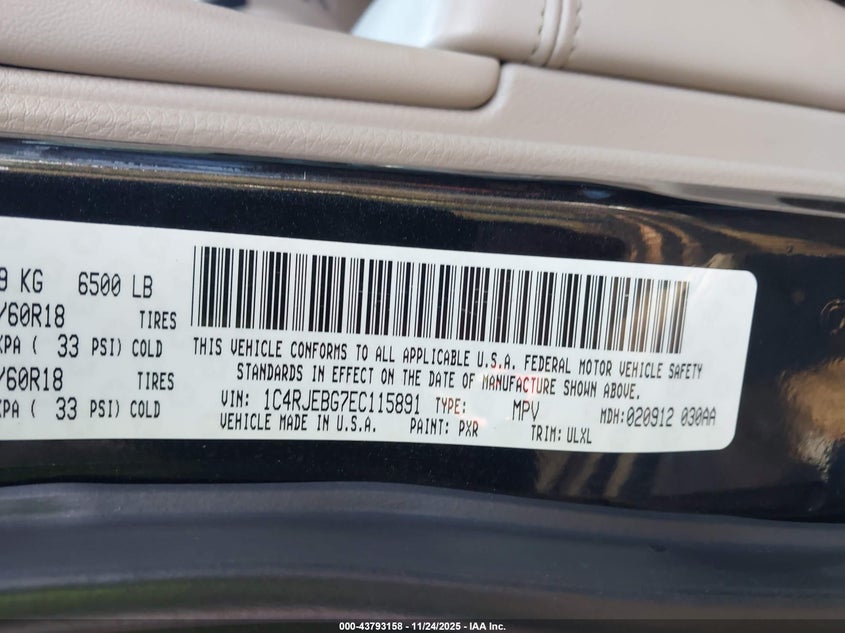 9 KG 6500 LB
/60R18 TIRES
KPA ( 33 PSI) COLD
/60R18 TIRES
KPA ( 33 PSI) COLD
THIS VEHICLE CONFORMS TO ALL APPLICABLE U.S.A. FEDERAL MOTOR VEHICLE SAFETY
STANDARDS IN EFFECT ON THE DATE OF MANUFACTURE SHOWN ABOVE.
VIN: 1C4RJEBG7EC115891 TYPE: MPV MDH:020912 030AA
VEHICLE MADE IN U.S.A. PAINT: PXR TRIM: ULXL
000-43793158 - 11/24/2025 - IAA Inc.